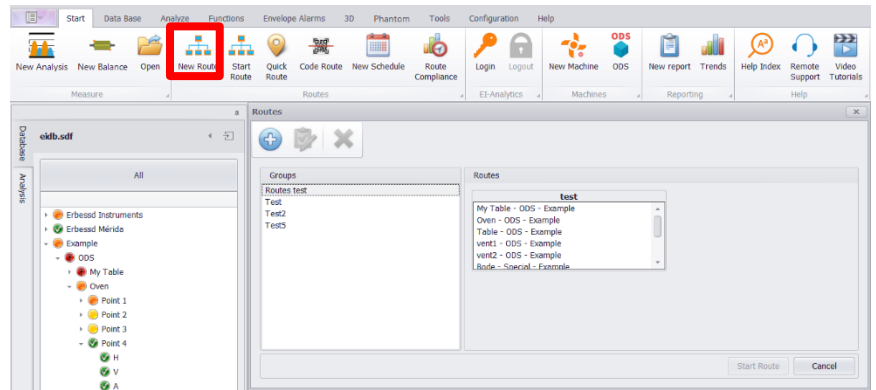 Start Data Base Analyze Functions Envelope Alarms 3D Phantom Tools Configuration Help
New Analysis New Balance Open New Route Start Route Quick Route Code Route New Schedule Route Compliance Login Logout New Machine ODS New report Trends Help Index Remote Support Video Tutorials
ODS
Measure Routes EI-Analytics Machines Reporting Help
Database
Analysis
eidb.sdf
All
Erbessd Instruments
Erbessd Mérida
Example
ODS
My Table
Oven
Point 1
Point 2
Point 3
Point 4
H
V
A
Routes
Groups
Routes test
Test
Test2
Test5
Routes
test
My Table - ODS - Example
Oven - ODS - Example
Table - ODS - Example
vent1 - ODS - Example
vent2 - ODS - Example
Bode - Special - Example
Start Route Cancel